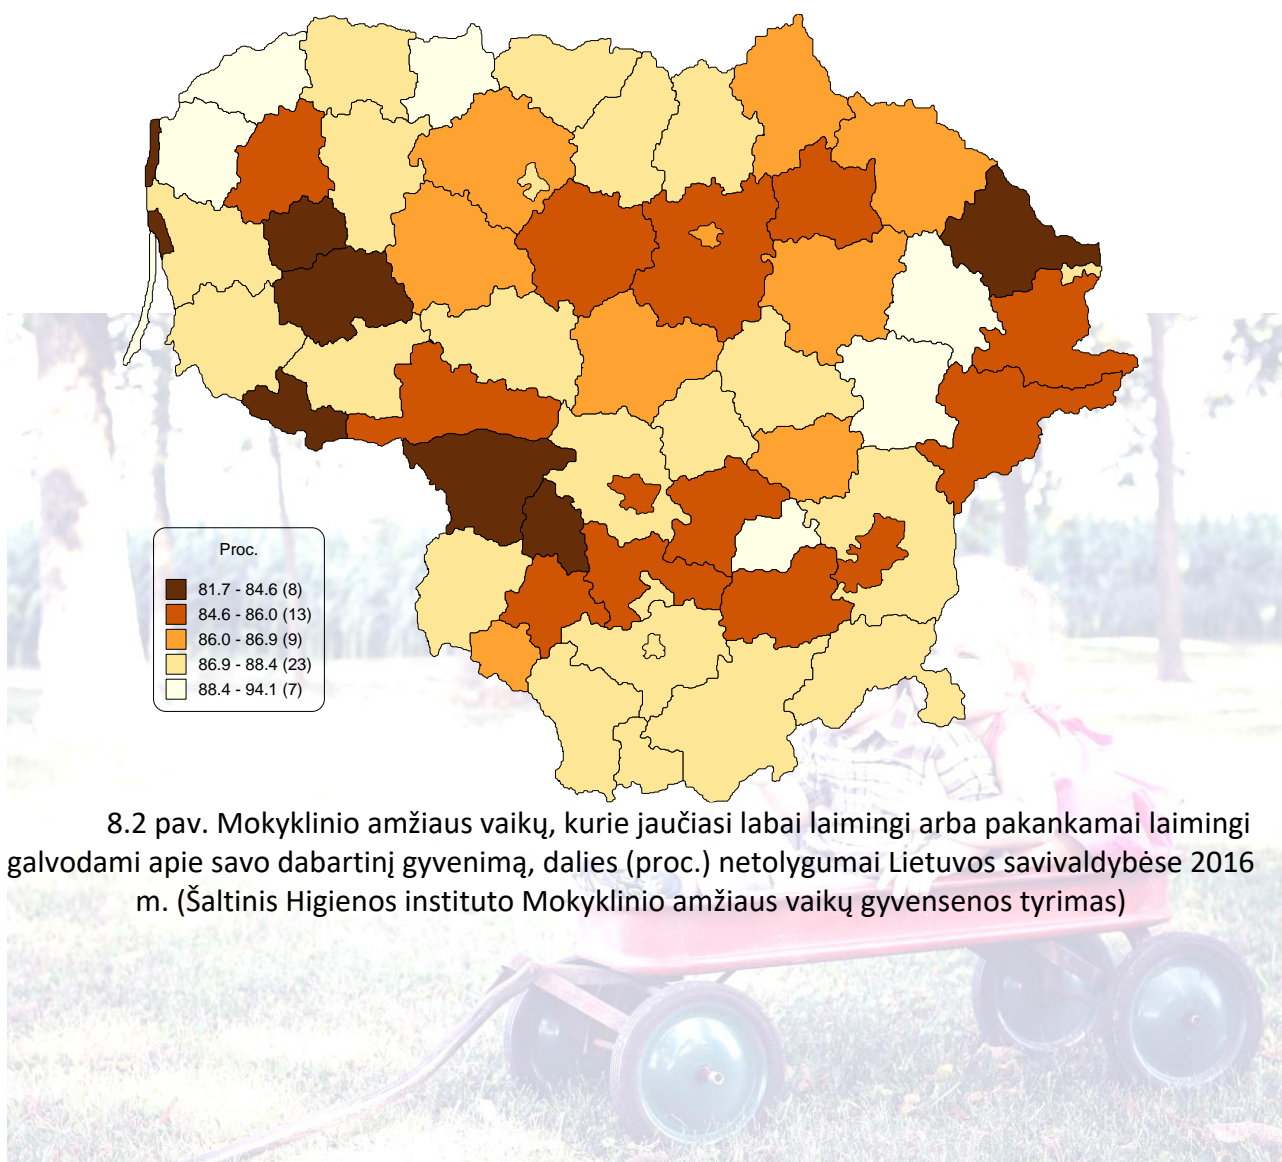 Proc.
81.7 - 84.6 (8)
84.6 - 86.0 (13)
86.0 - 86.9 (9)
86.9 - 88.4 (23)
88.4 - 94.1 (7)
8.2 pav. Mokyklinio amžiaus vaikų, kurie jaučiasi labai laimingi arba pakankamai laimingi
galvodami apie savo dabartinį gyvenimą, dalies (proc.) netolygumai Lietuvos savivaldybėse 2016
m. (Šaltinis Higienos instituto Mokyklinio amžiaus vaikų gyvensenos tyrimas)